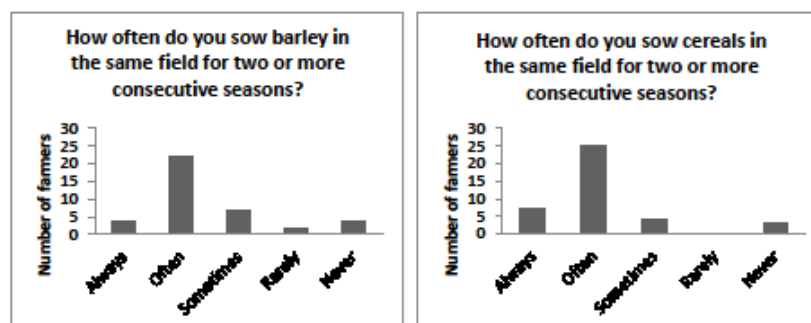 How often do you sow barley in
the same field for two or more
consecutive seasons?
Number of farmers
30
25
20
15
10
5
0
Always
Often
Sometimes
Rarely
Never
How often do you sow cereals in
the same field for two or more
consecutive seasons?
Number of farmers
30
25
20
15
10
5
0
Always
Often
Sometimes
Rarely
Never